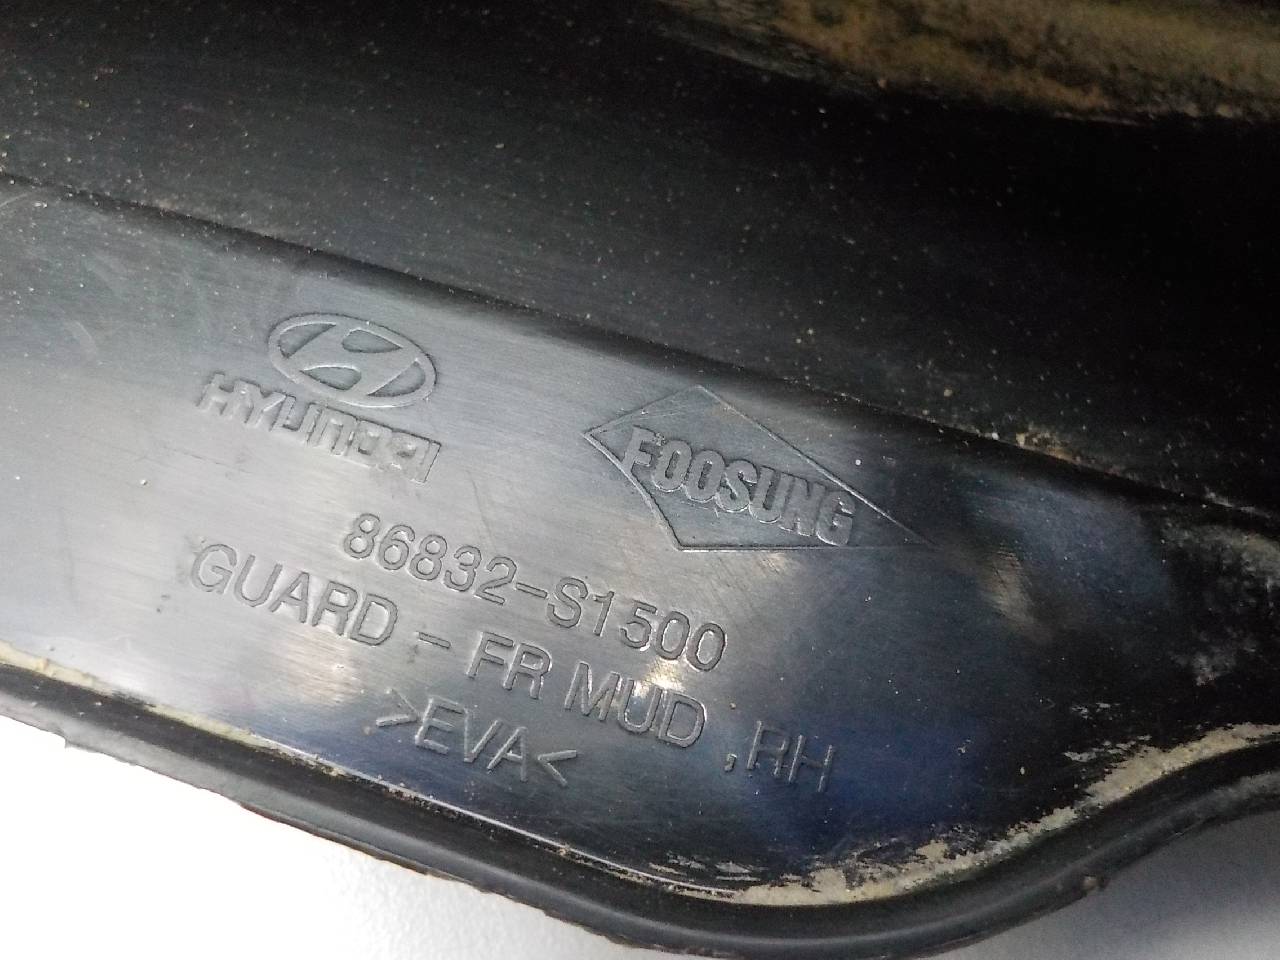 HYUNDAI
FOOSUNG
86832-S1500
GUARD - FR MUD ,RH
>EVA<